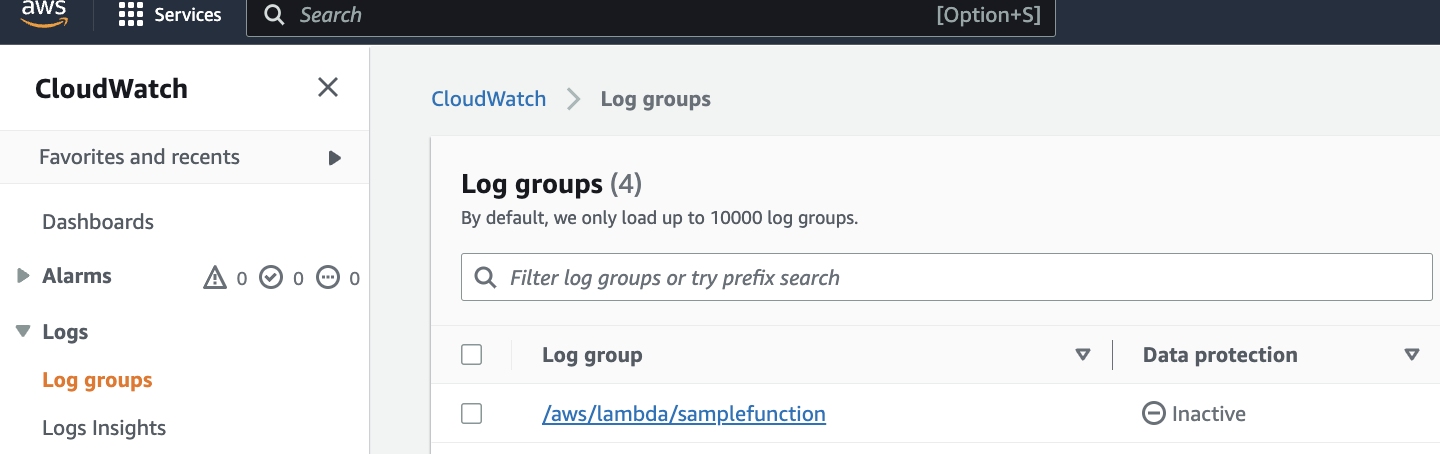 aws
Services
Search
[Option+S]
CloudWatch
Favorites and recents
Dashboards
Alarms 0 0 0
Logs
Log groups
Logs Insights
CloudWatch Log groups
Log groups (4)
By default, we only load up to 10000 log groups.
Filter log groups or try prefix search
Log group Data protection
/aws/lambda/samplefunction Inactive